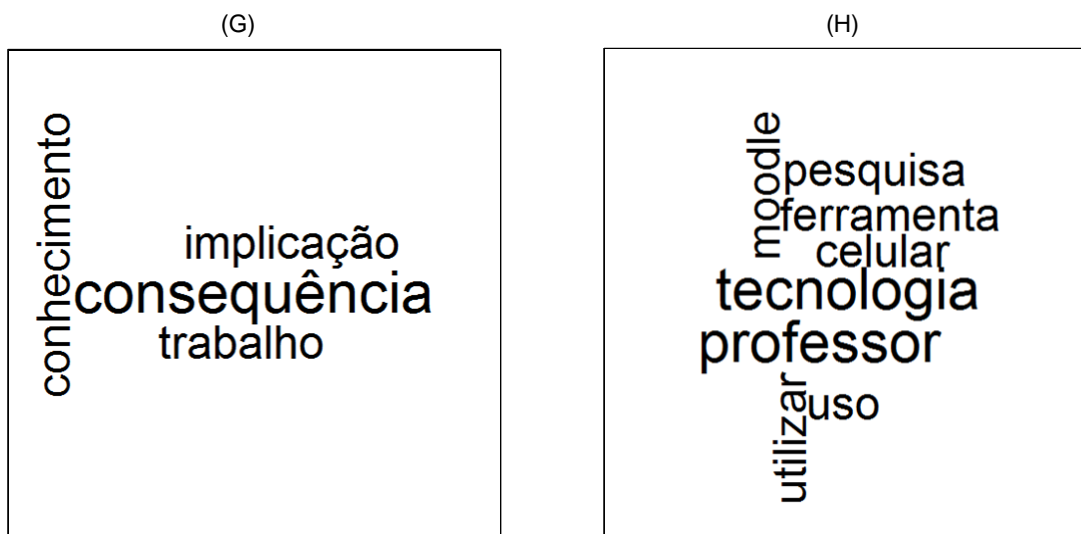 (G)
conhecimento
implicação
consequência
trabalho
(H)
moodle
pesquisa
ferramenta
celular
tecnologia
professor
utilizar
uso